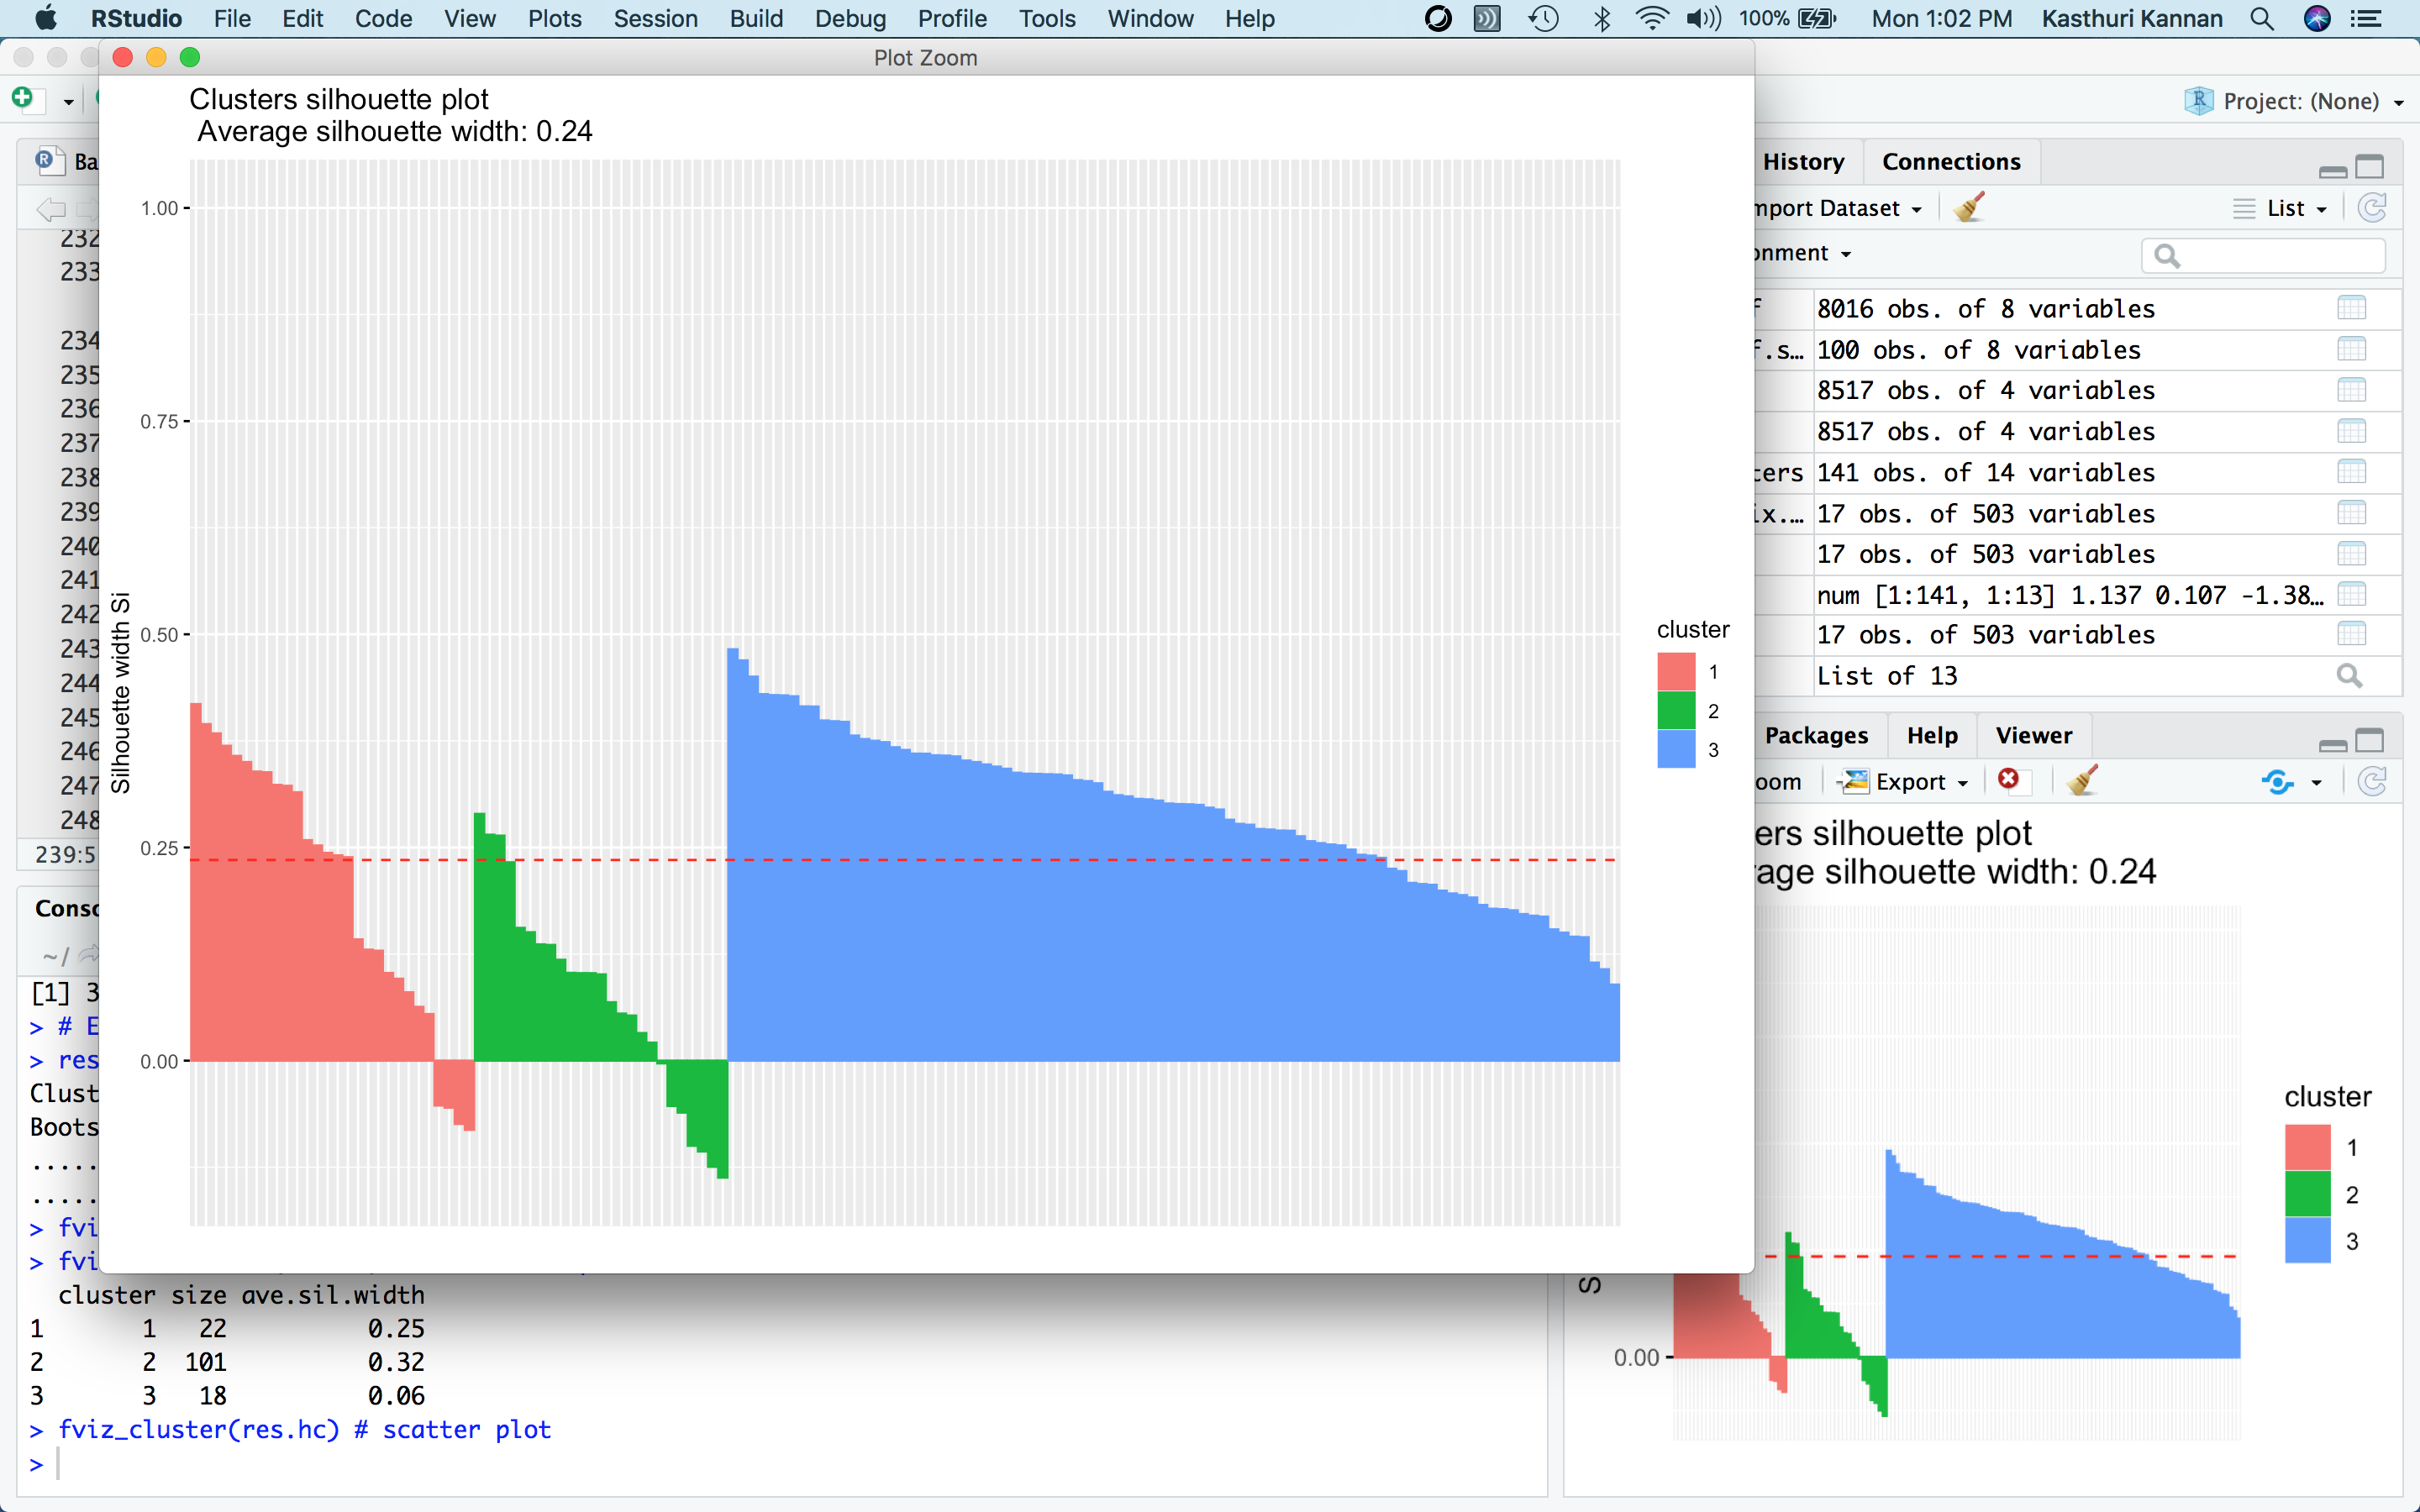 RStudio File Edit Code View Plots Session Build Debug Profile Tools Window Help 100% Mon 1:02 PM Kasthuri Kannan
Plot Zoom
Project: (None)
Clusters silhouette plot
Average silhouette width: 0.24
1.00
0.75
0.50
0.25
0.00
Silhouette width Si
cluster
1
2
3
Ba
232
233
234
235
236
237
238
239
240
241
242
243
244
245
246
247
248
239:5
History Connections
mport Dataset List
onment
f 8016 obs. of 8 variables
f.s… 100 obs. of 8 variables
8517 obs. of 4 variables
8517 obs. of 4 variables
ters 141 obs. of 14 variables
ix.… 17 obs. of 503 variables
17 obs. of 503 variables
num [1:141, 1:13] 1.137 0.107 -1.38…
17 obs. of 503 variables
List of 13
Packages Help Viewer
oom Export
ers silhouette plot
rage silhouette width: 0.24
S
0.00
cluster
1
2
3
Conso
~/
[1] 3
> # E
> res
Clust
Boots
.....
.....
> fvi
> fvi
cluster size ave.sil.width
1 1 22 0.25
2 2 101 0.32
3 3 18 0.06
> fviz_cluster(res.hc) # scatter plot
>